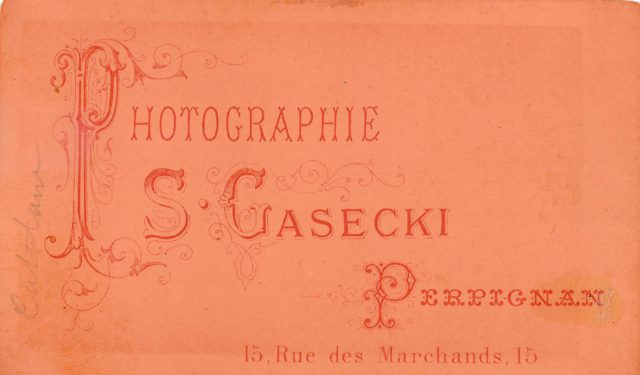 PHOTOGRAPHIE
S. GASECKI
PERPIGNAN
15, Rue des Marchands, 15